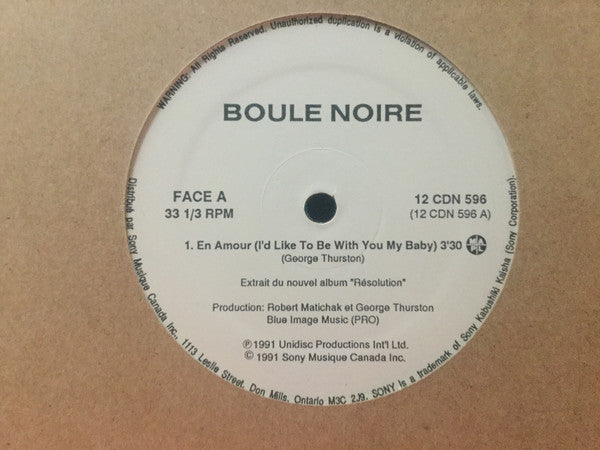 WARNING: All Rights Reserved. Unauthorized duplication is a violation of applicable laws.
BOULE NOIRE
FACE A
33 1/3 RPM
12 CDN 596
(12 CDN 596 A)
1. En Amour (I'd Like To Be With You My Baby) 3'30
MAPL
(George Thurston)
Extrait du nouvel album "Résolution"
Production: Robert Matichak et George Thurston
Blue Image Music (PRO)
Ⓟ1991 Unidisc Productions Int'l Ltd.
© 1991 Sony Musique Canada Inc.
Distribué par Sony Musique Canada Inc., 1113 Leslie Street, Don Mills, Ontario M3C 2J9. SONY is a trademark of Sony Kabushiki Kaisha (Sony Corporation).